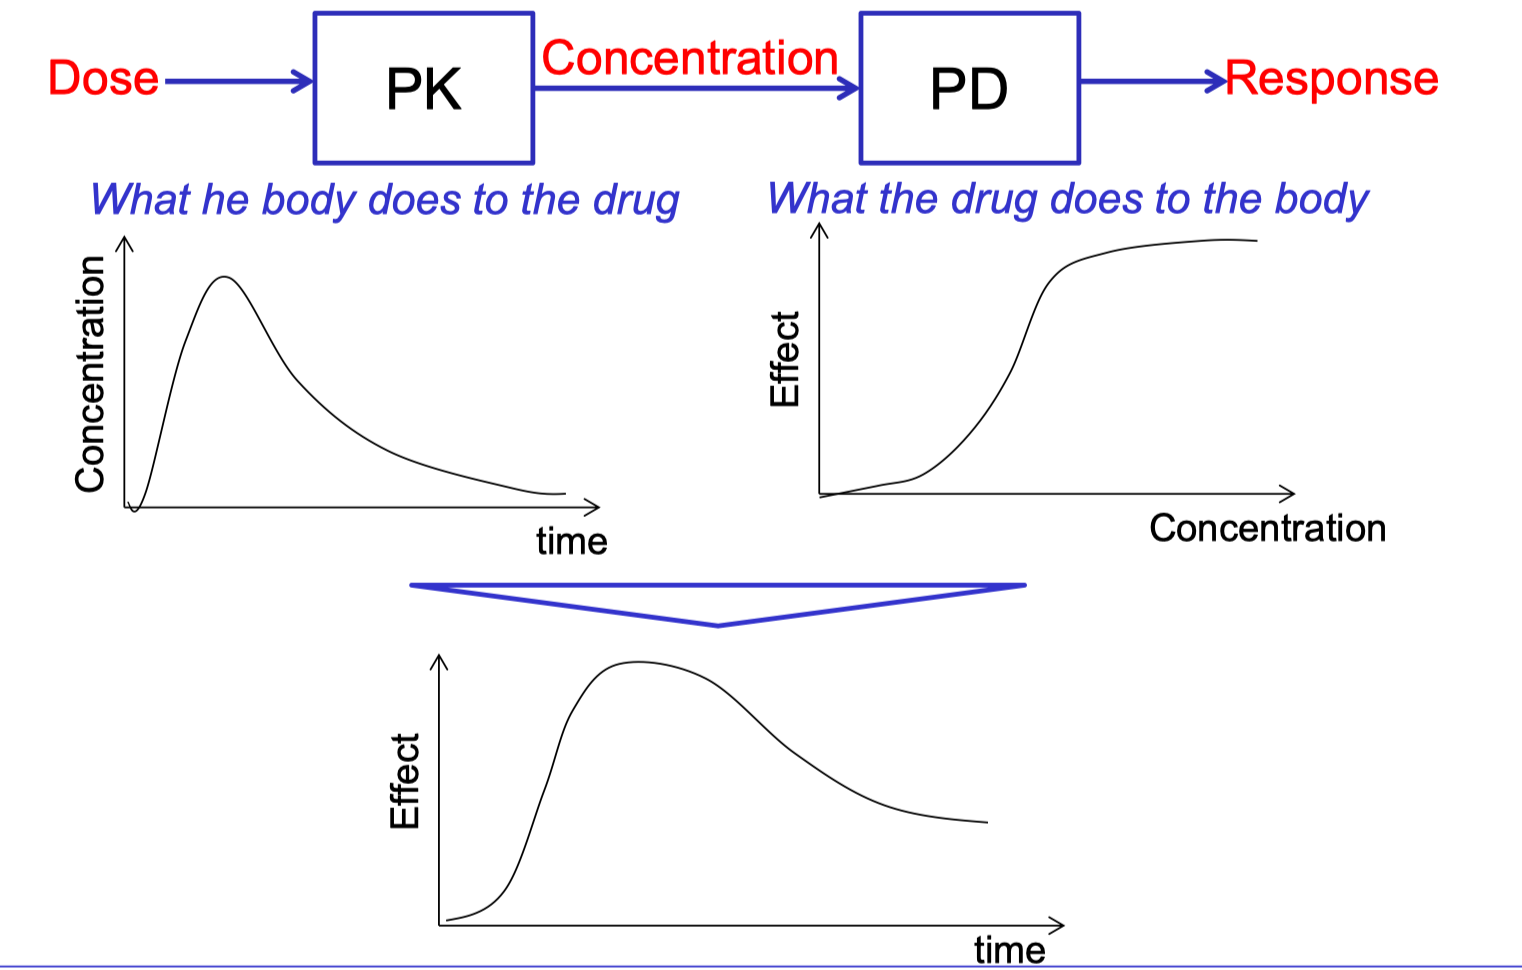 Dose
PK
Concentration
PD
Response
What he body does to the drug
What the drug does to the body
Concentration
time
Effect
Concentration
Effect
time